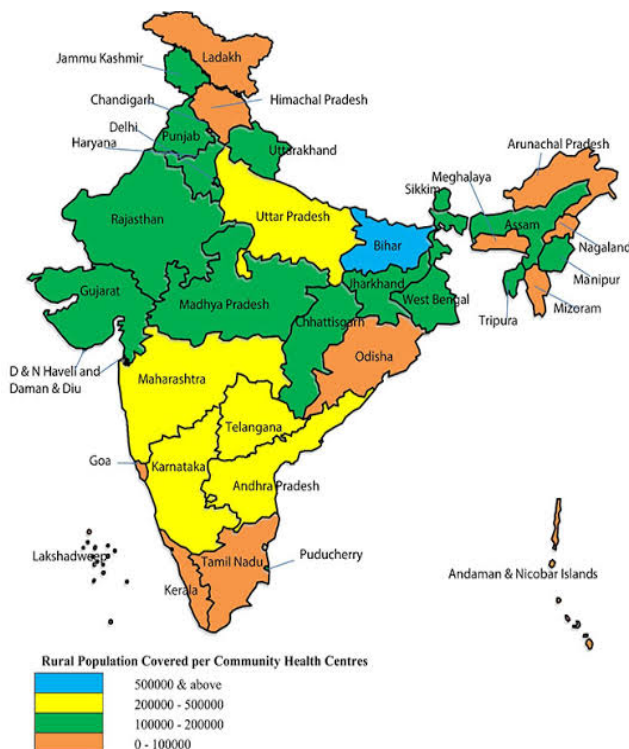 Ladakh
Jammu Kashmir
Himachal Pradesh
Chandigarh
Delhi
Punjab
Haryana
Uttarakhand
Arunachal Pradesh
Meghalaya
Sikkim
Rajasthan
Uttar Pradesh
Assam
Bihar
Nagaland
Manipur
Gujarat
Madhya Pradesh
Jharkhand
West Bengal
Chhattisgarh
Tripura
Mizoram
D & N Haveli and
Daman & Diu
Odisha
Maharashtra
Telangana
Goa
Karnataka
Andhra Pradesh
Lakshadweep
Tamil Nadu
Puducherry
Kerala
Andaman & Nicobar Islands
Rural Population Covered per Community Health Centres
500000 & above
200000 - 500000
100000 - 200000
0 - 100000